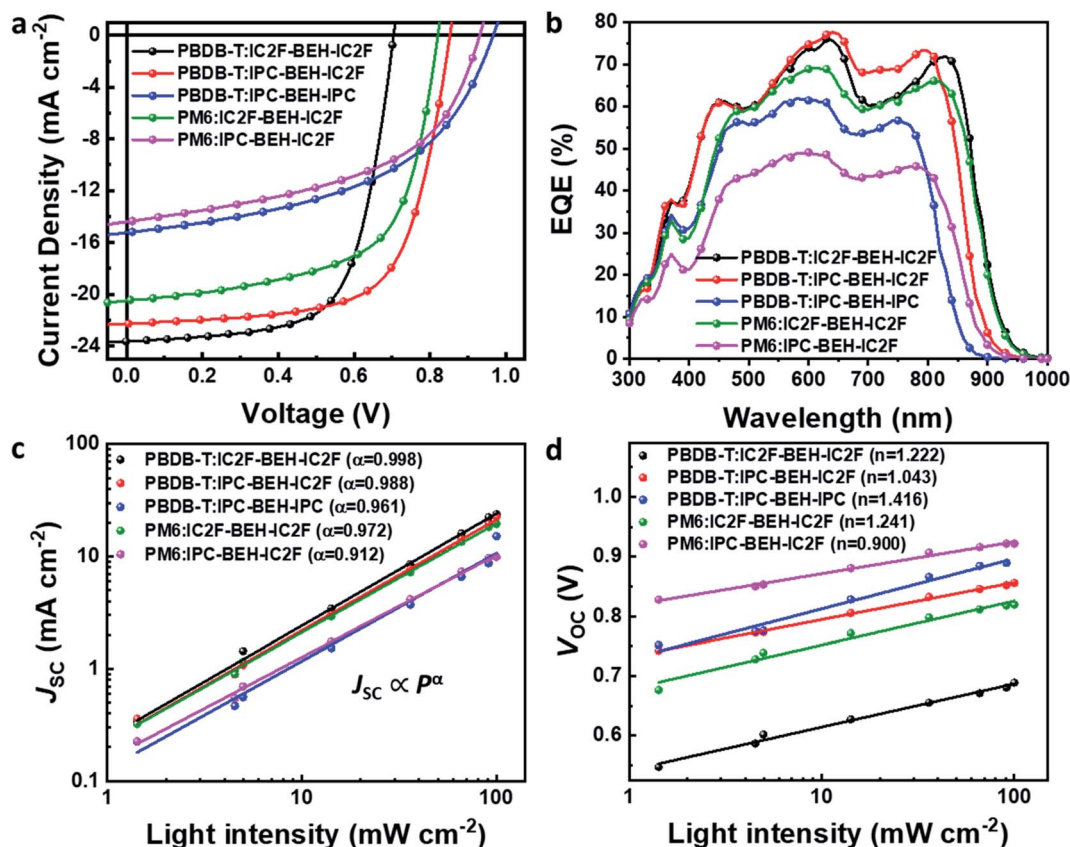 a
Current Density (mA cm⁻²)
0
-4
-8
-12
-16
-20
-24
PBDB-T:IC2F-BEH-IC2F
PBDB-T:IPC-BEH-IC2F
PBDB-T:IPC-BEH-IPC
PM6:IC2F-BEH-IC2F
PM6:IPC-BEH-IC2F
0.0 0.2 0.4 0.6 0.8 1.0
Voltage (V)
b
EQE (%)
80
70
60
50
40
30
20
10
0
PBDB-T:IC2F-BEH-IC2F
PBDB-T:IPC-BEH-IC2F
PBDB-T:IPC-BEH-IPC
PM6:IC2F-BEH-IC2F
PM6:IPC-BEH-IC2F
300 400 500 600 700 800 900 1000
Wavelength (nm)
c
JSC (mA cm⁻²)
100
10
1
0.1
PBDB-T:IC2F-BEH-IC2F (α=0.998)
PBDB-T:IPC-BEH-IC2F (α=0.988)
PBDB-T:IPC-BEH-IPC (α=0.961)
PM6:IC2F-BEH-IC2F (α=0.972)
PM6:IPC-BEH-IC2F (α=0.912)
JSC ∝ Pᵅ
1 10 100
Light intensity (mW cm⁻²)
d
VOC (V)
1.0
0.9
0.8
0.7
0.6
PBDB-T:IC2F-BEH-IC2F (n=1.222)
PBDB-T:IPC-BEH-IC2F (n=1.043)
PBDB-T:IPC-BEH-IPC (n=1.416)
PM6:IC2F-BEH-IC2F (n=1.241)
PM6:IPC-BEH-IC2F (n=0.900)
1 10 100
Light intensity (mW cm⁻²)